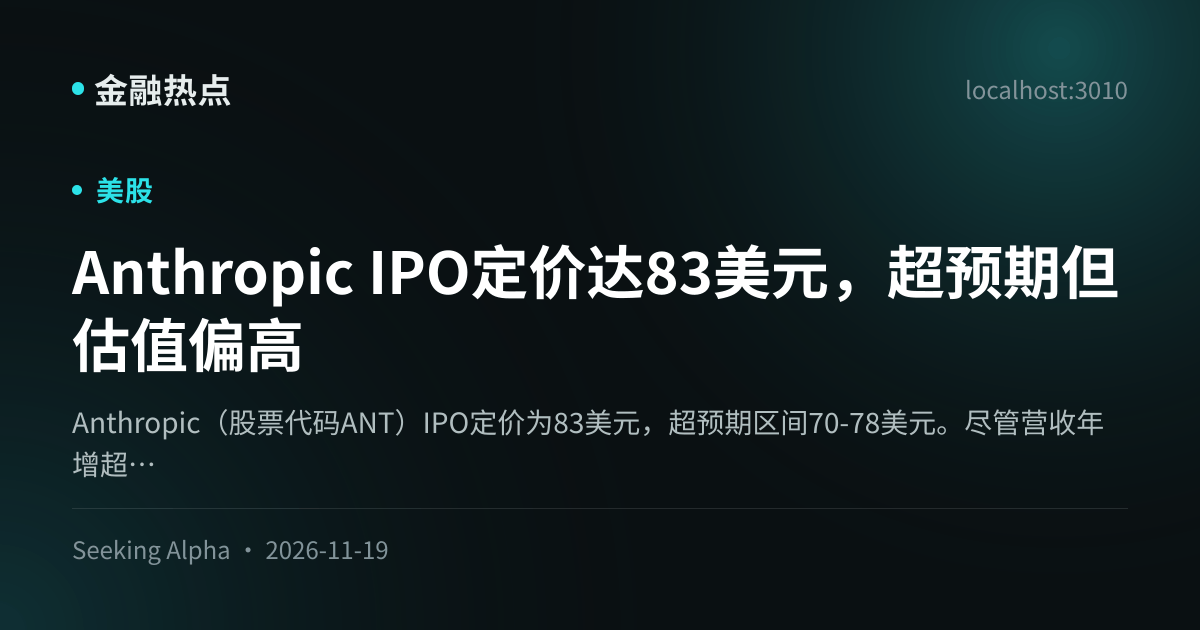 金融热点
localhost:3010
美股
Anthropic IPO定价达83美元，超预期但
估值偏高
Anthropic（股票代码ANT）IPO定价为83美元，超预期区间70-78美元。尽管营收年
增超…
Seeking Alpha · 2026-11-19